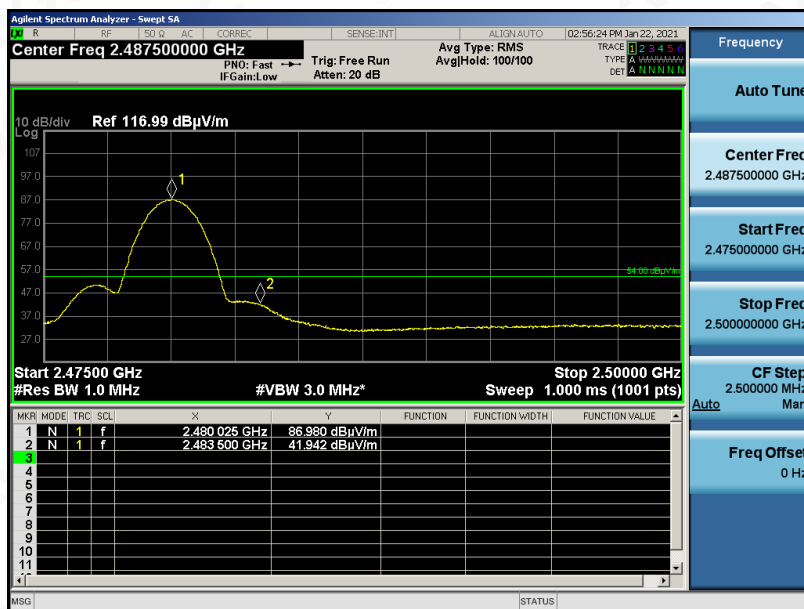 Agilent Spectrum Analyzer - Swept SA
LXI R RF 50 Ω AC CORREC SENSE:INT ALIGN AUTO 02:56:24 PM Jan 22, 2021
Center Freq 2.487500000 GHz
PNO: Fast
IFGain:Low
Trig: Free Run
Atten: 20 dB
Avg Type: RMS
Avg|Hold: 100/100
TRACE 1 2 3 4 5 6
TYPE A WWWWW
DET A N N N N N
10 dB/div Ref 116.99 dBµV/m
Log
107
97.0
87.0
77.0
67.0
57.0
47.0
37.0
27.0
1
2
54.00 dBµV/m
Start 2.47500 GHz Stop 2.50000 GHz
#Res BW 1.0 MHz #VBW 3.0 MHz* Sweep 1.000 ms (1001 pts)
MKR MODE TRC SCL X Y FUNCTION FUNCTION WIDTH FUNCTION VALUE
1 N 1 f 2.480 025 GHz 86.980 dBµV/m
2 N 1 f 2.483 500 GHz 41.942 dBµV/m
3
4
5
6
7
8
9
10
11
MSG STATUS
Frequency
Auto Tune
Center Freq
2.487500000 GHz
Start Freq
2.475000000 GHz
Stop Freq
2.500000000 GHz
CF Step
2.500000 MHz
Auto Man
Freq Offset
0 Hz